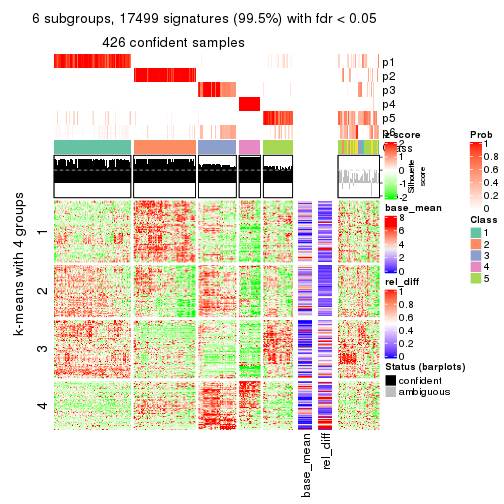 6 subgroups, 17499 signatures (99.5%) with fdr < 0.05
426 confident samples
p1
p2
p3
p4
p5
p6
z-score
2
1
0
-1
-2
Class
Silhouette
score
Prob
1
0.8
0.6
0.4
0.2
0
base_mean
8
6
4
2
0
Class
1
2
3
4
5
rel_diff
1
0.8
0.6
0.4
0.2
0
Status (barplots)
confident
ambiguous
k-means with 4 groups
1
2
3
4
base_mean
rel_diff